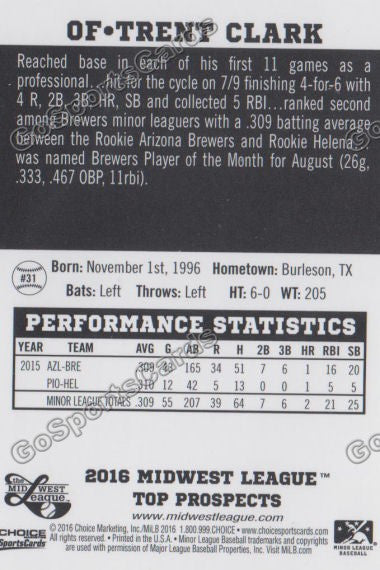 OF•TRENT CLARK
Reached base in each of his first 11 games as a
professional...hit for the cycle on 7/9 finishing 4-for-6 with
4 R, 2B, 3B, HR, SB and collected 5 RBI...ranked second
among Brewers minor leaguers with a .309 batting average
between the Rookie Arizona Brewers and Rookie Helena...
was named Brewers Player of the Month for August (26g,
.333, .467 OBP, 11rbi).
#31
Born: November 1st, 1996 Hometown: Burleson, TX
Bats: Left Throws: Left HT: 6-0 WT: 205
PERFORMANCE STATISTICS
YEAR TEAM AVG G AB R H 2B 3B HR RBI SB
2015 AZL-BRE .309 43 165 34 51 7 6 1 16 20
PIO-HEL .310 12 42 5 13 0 0 1 5 5
MINOR LEAGUE TOTALS .309 55 207 39 64 7 6 2 21 25
the MIDWEST League™
2016 MIDWEST LEAGUE™
TOP PROSPECTS
www.midwestleague.com
CHOICE SportsCards
© 2016 Choice Marketing, Inc./MiLB 2016 1.800.999.CHOICE • choicesportscards.com
• Printed in the U.S.A. • Minor League Baseball trademarks and copyrights
are used with permission of Major League Baseball Properties, Inc. Visit MiLB.com
MINOR LEAGUE BASEBALL
GoSportsCards
GoSportsCards
GoSportsCards
GoSportsCards